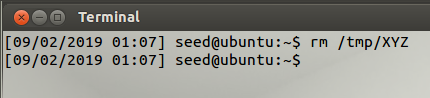 Terminal
[09/02/2019 01:07] seed@ubuntu:~$ rm /tmp/XYZ
[09/02/2019 01:07] seed@ubuntu:~$